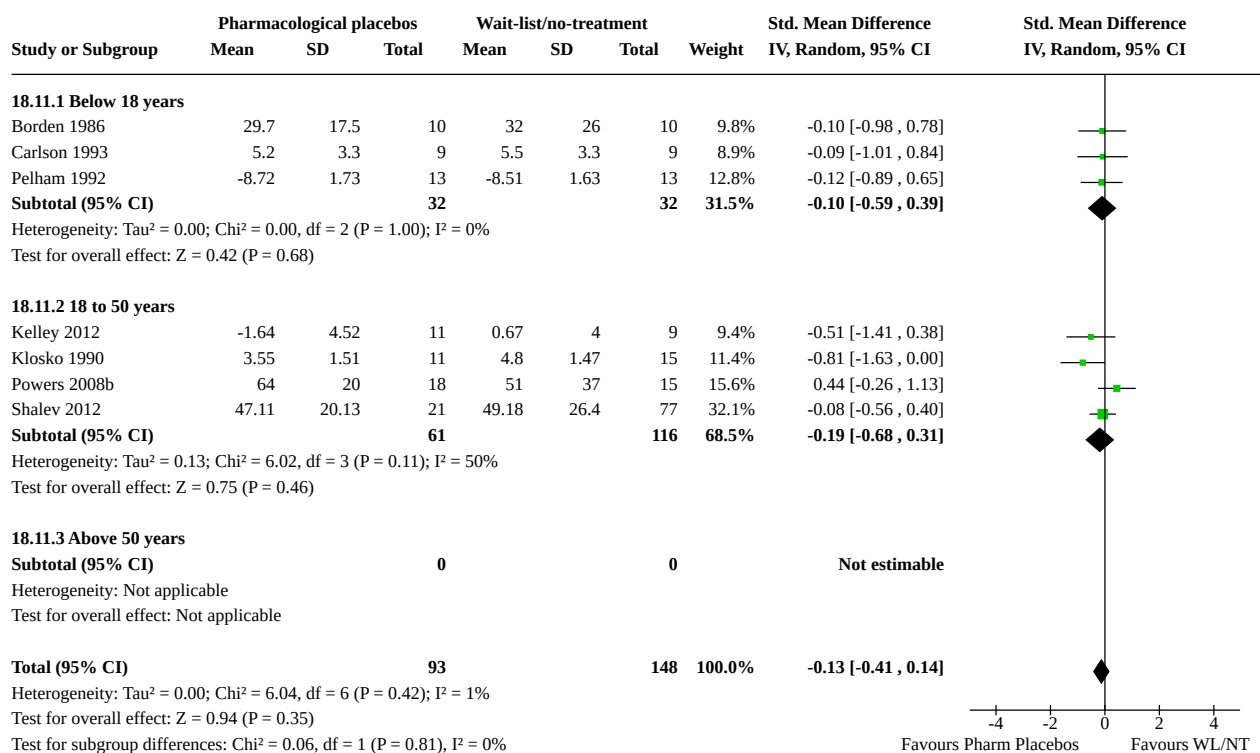 Pharmacological placebos Wait-list/no-treatment Std. Mean Difference Std. Mean Difference
Study or Subgroup Mean SD Total Mean SD Total Weight IV, Random, 95% CI IV, Random, 95% CI
18.11.1 Below 18 years
Borden 1986 29.7 17.5 10 32 26 10 9.8% -0.10 [-0.98 , 0.78]
Carlson 1993 5.2 3.3 9 5.5 3.3 9 8.9% -0.09 [-1.01 , 0.84]
Pelham 1992 -8.72 1.73 13 -8.51 1.63 13 12.8% -0.12 [-0.89 , 0.65]
Subtotal (95% CI) 32 32 31.5% -0.10 [-0.59 , 0.39]
Heterogeneity: Tau² = 0.00; Chi² = 0.00, df = 2 (P = 1.00); I² = 0%
Test for overall effect: Z = 0.42 (P = 0.68)
18.11.2 18 to 50 years
Kelley 2012 -1.64 4.52 11 0.67 4 9 9.4% -0.51 [-1.41 , 0.38]
Klosko 1990 3.55 1.51 11 4.8 1.47 15 11.4% -0.81 [-1.63 , 0.00]
Powers 2008b 64 20 18 51 37 15 15.6% 0.44 [-0.26 , 1.13]
Shalev 2012 47.11 20.13 21 49.18 26.4 77 32.1% -0.08 [-0.56 , 0.40]
Subtotal (95% CI) 61 116 68.5% -0.19 [-0.68 , 0.31]
Heterogeneity: Tau² = 0.13; Chi² = 6.02, df = 3 (P = 0.11); I² = 50%
Test for overall effect: Z = 0.75 (P = 0.46)
18.11.3 Above 50 years
Subtotal (95% CI) 0 0 Not estimable
Heterogeneity: Not applicable
Test for overall effect: Not applicable
Total (95% CI) 93 148 100.0% -0.13 [-0.41 , 0.14]
Heterogeneity: Tau² = 0.00; Chi² = 6.04, df = 6 (P = 0.42); I² = 1%
Test for overall effect: Z = 0.94 (P = 0.35)
-4 -2 0 2 4
Test for subgroup differences: Chi² = 0.06, df = 1 (P = 0.81), I² = 0% Favours Pharm Placebos Favours WL/NT